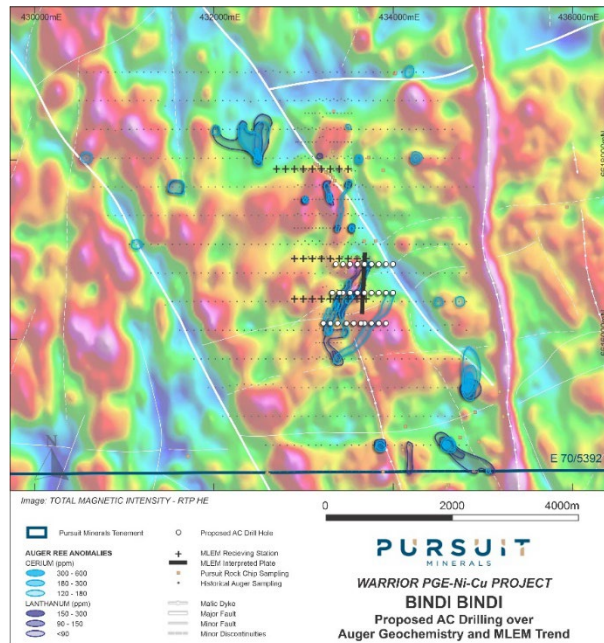 430000mE
432000mE
434000mE
436000mE
N
E 70/5392
Image: TOTAL MAGNETIC INTENSITY - RTP HE
0
2000
4000m
Pursuit Minerals Tenement
AUGER REE ANOMALIES
CERIUM (ppm)
300 - 600
180 - 300
120 - 180
LANTHANUM (ppm)
150 - 300
90 - 150
<90
Proposed AC Drill Hole
MLEM Recieving Station
MLEM Interpreted Plate
Pursuit Rock Chip Sampling
Historical Auger Sampling
Mafic Dyke
Major Fault
Minor Fault
Minor Discontinuities
PURSUIT
MINERALS
WARRIOR PGE-Ni-Cu PROJECT
BINDI BINDI
Proposed AC Drilling over
Auger Geochemistry and MLEM Trend